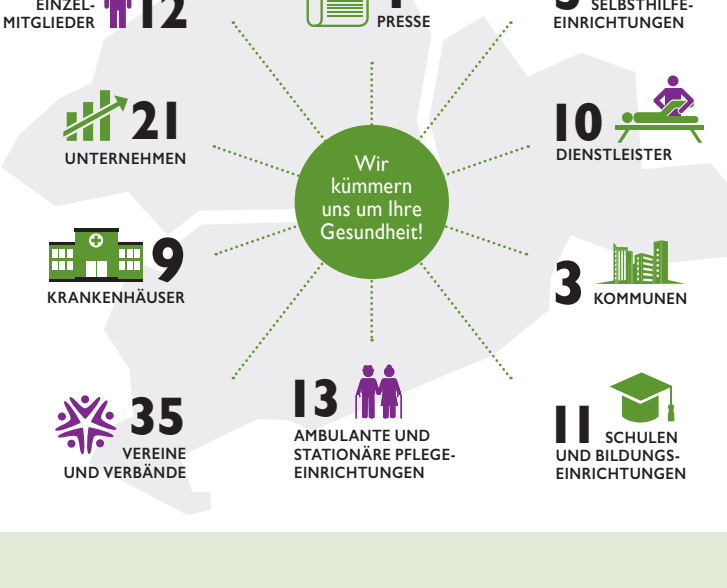 EINZEL-
MITGLIEDER
12
PRESSE
SELBSTHILFE-
EINRICHTUNGEN
21
UNTERNEHMEN
Wir
kümmern
uns um Ihre
Gesundheit!
10
DIENSTLEISTER
9
KRANKENHÄUSER
3
KOMMUNEN
35
VEREINE
UND VERBÄNDE
13
AMBULANTE UND
STATIONÄRE PFLEGE-
EINRICHTUNGEN
11
SCHULEN
UND BILDUNGS-
EINRICHTUNGEN